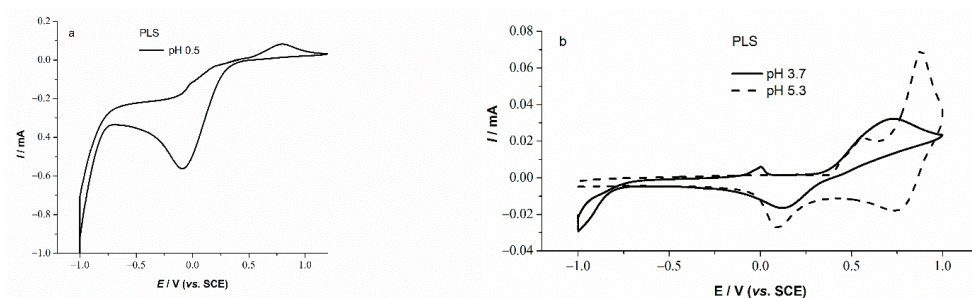 a
PLS
pH 0.5
0.2
0.0
−0.2
−0.4
−0.6
−0.8
−1.0
I / mA
−1.0
−0.5
0.0
0.5
1.0
E / V (vs. SCE)
b
PLS
pH 3.7
pH 5.3
0.08
0.06
0.04
0.02
0.00
−0.02
−0.04
I / mA
−1.0
−0.5
0.0
0.5
1.0
E / V (vs. SCE)